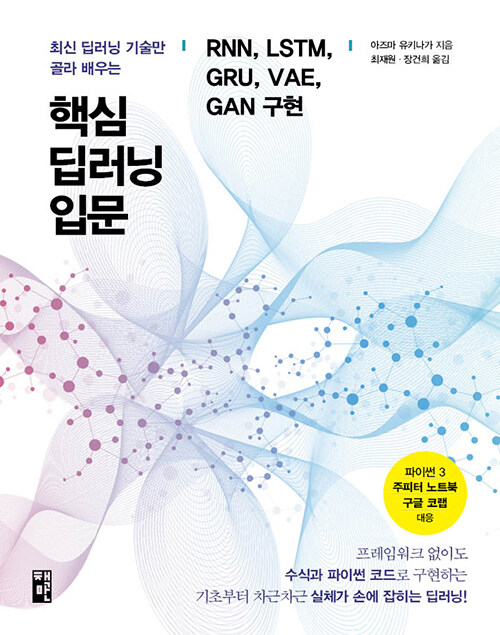 최신 딥러닝 기술만
골라 배우는
핵심
딥러닝
입문
RNN, LSTM,
GRU, VAE,
GAN 구현
아즈마 유키나가 지음
최재원 · 장건희 옮김
파이썬 3
주피터 노트북
구글 코랩
대응
프레임워크 없이도
수식과 파이썬 코드로 구현하는
기초부터 차근차근 실체가 손에 잡히는 딥러닝!
책만